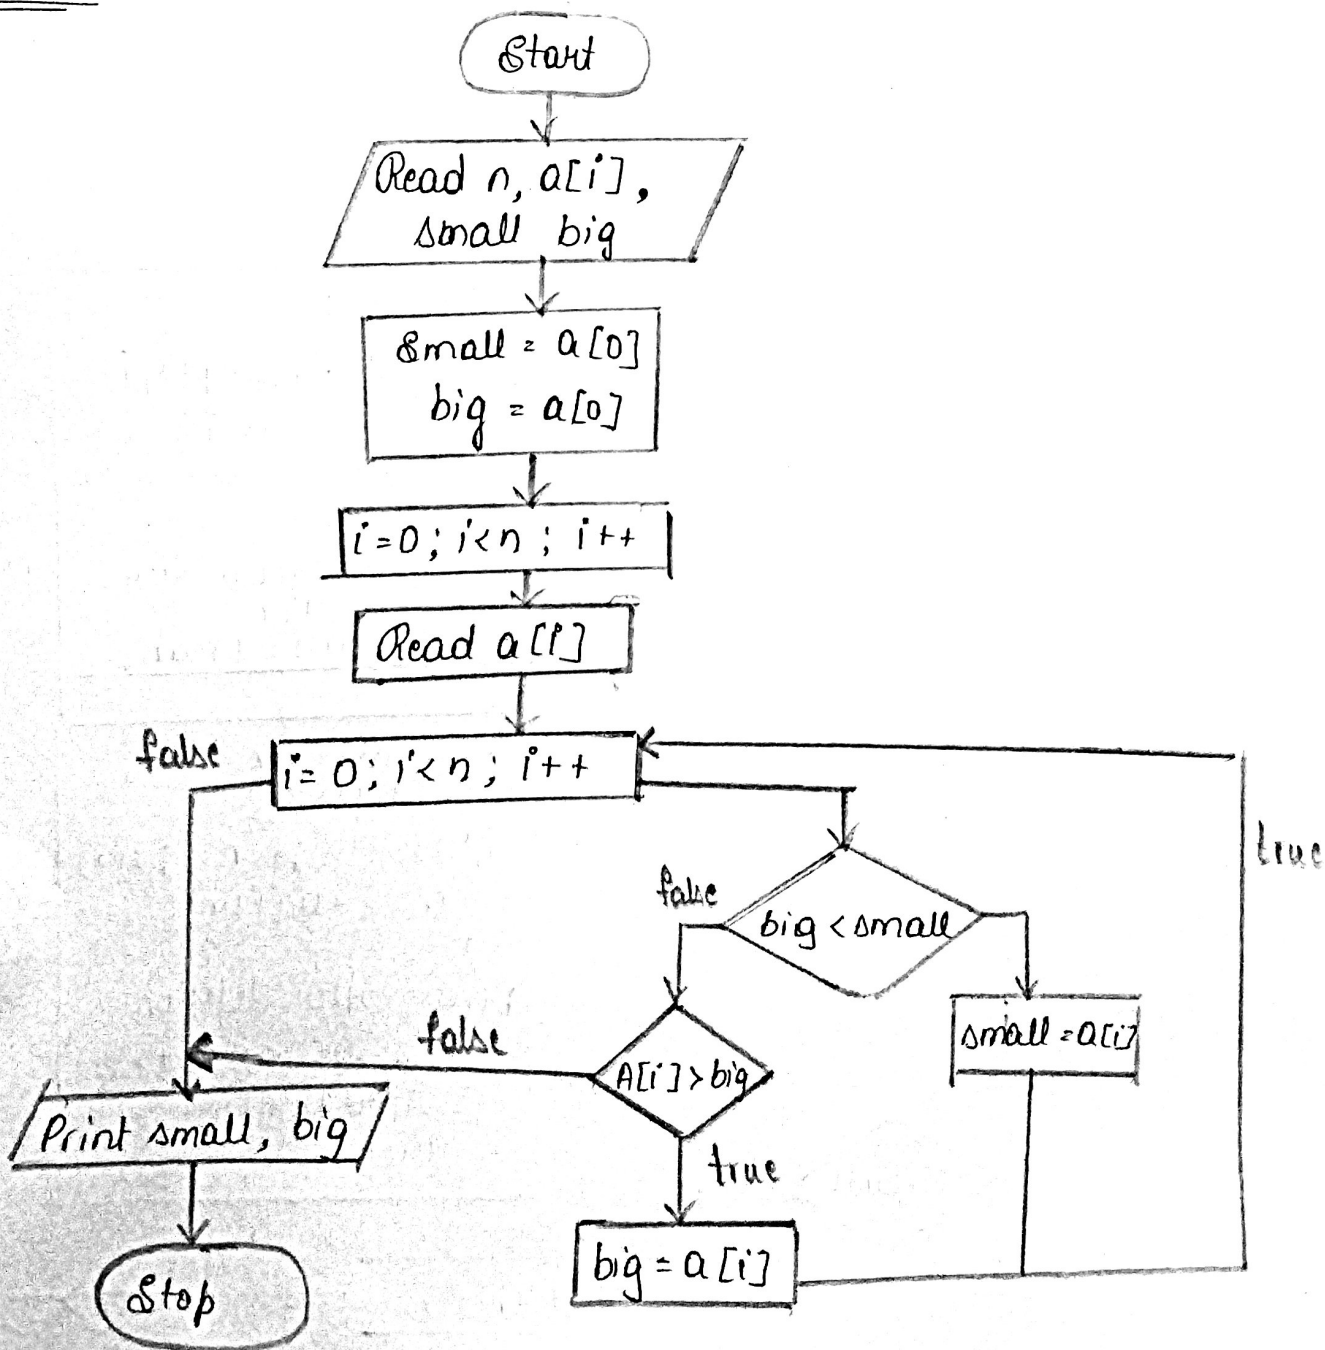 Start
Read n, a[i],
small big
small = a[0]
big = a[0]
i=0; i<n; i++
Read a[i]
false
i=0; i<n; i++
true
false
big < small
small=a[i]
false
A[i]>big
Print small, big
true
big = a[i]
Stop